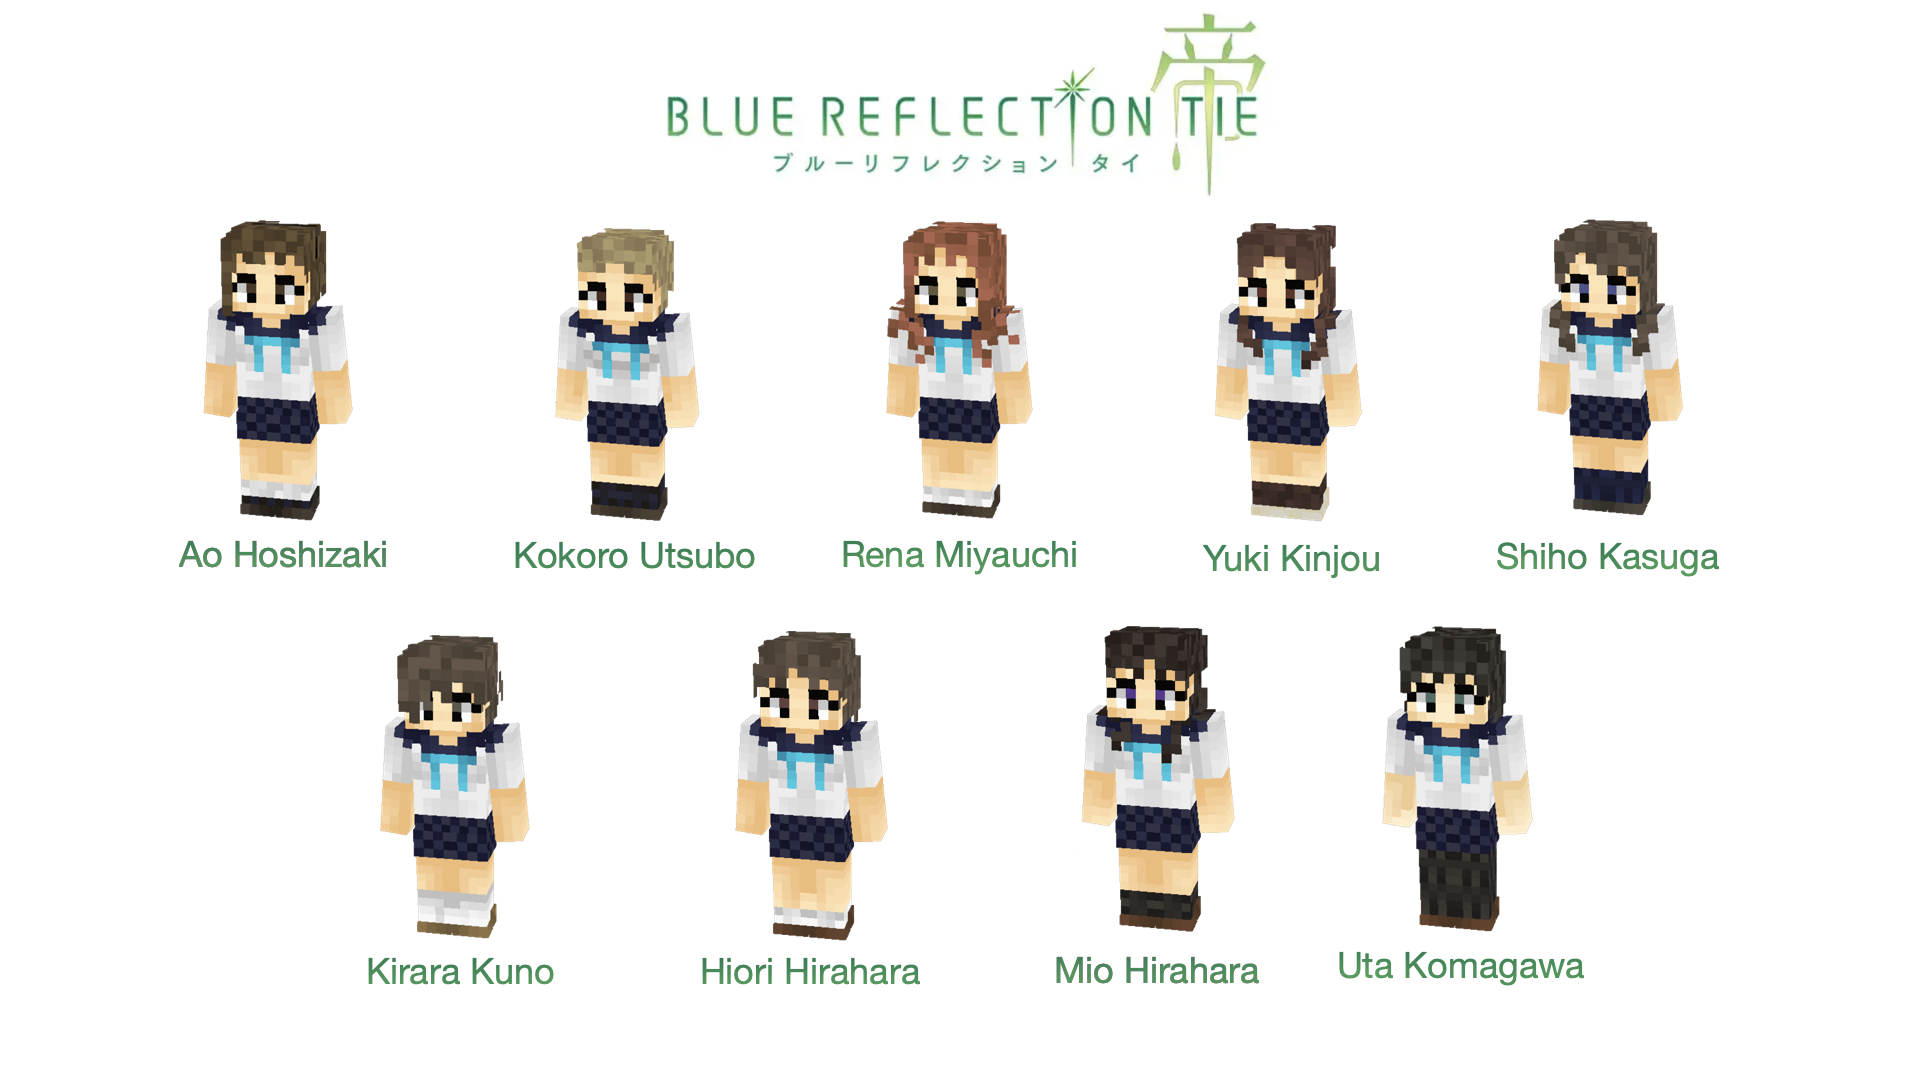 BLUE REFLECTION TIE
帝
ブルーリフレクション タイ
Ao Hoshizaki
Kokoro Utsubo
Rena Miyauchi
Yuki Kinjou
Shiho Kasuga
Kirara Kuno
Hiori Hirahara
Mio Hirahara
Uta Komagawa